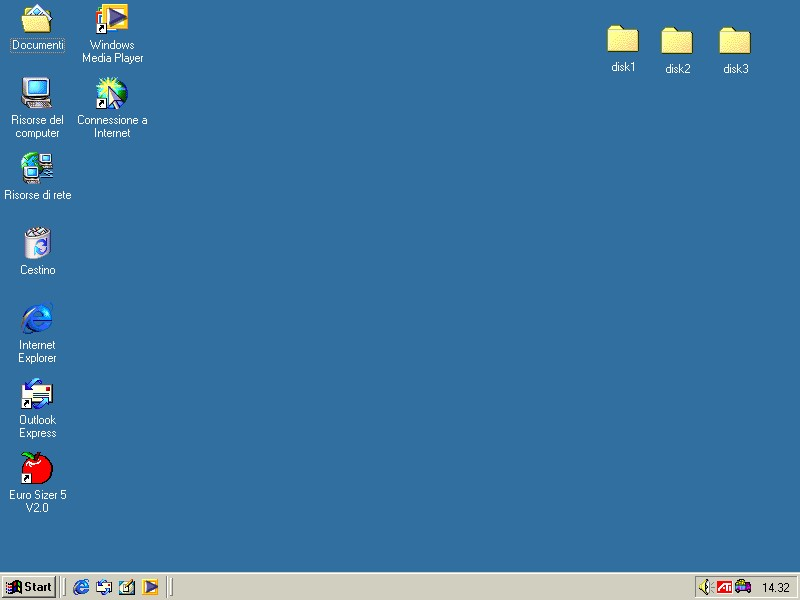 Documenti
Windows
Media Player
disk1
disk2
disk3
Risorse del
computer
Connessione a
Internet
Risorse di rete
Cestino
Internet
Explorer
Outlook
Express
Euro Sizer 5
V2.0
Start
ATI
14.32